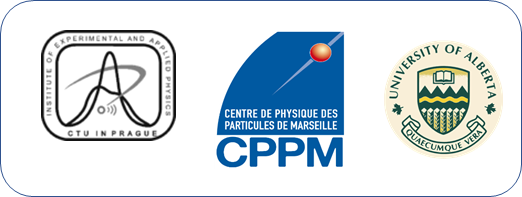 INSTITUTE OF EXPERIMENTAL AND APPLIED PHYSICS
CTU IN PRAGUE
CENTRE DE PHYSIQUE DES
PARTICULES DE MARSEILLE
CPPM
UNIVERSITY OF ALBERTA
QUAECUMQUE VERA